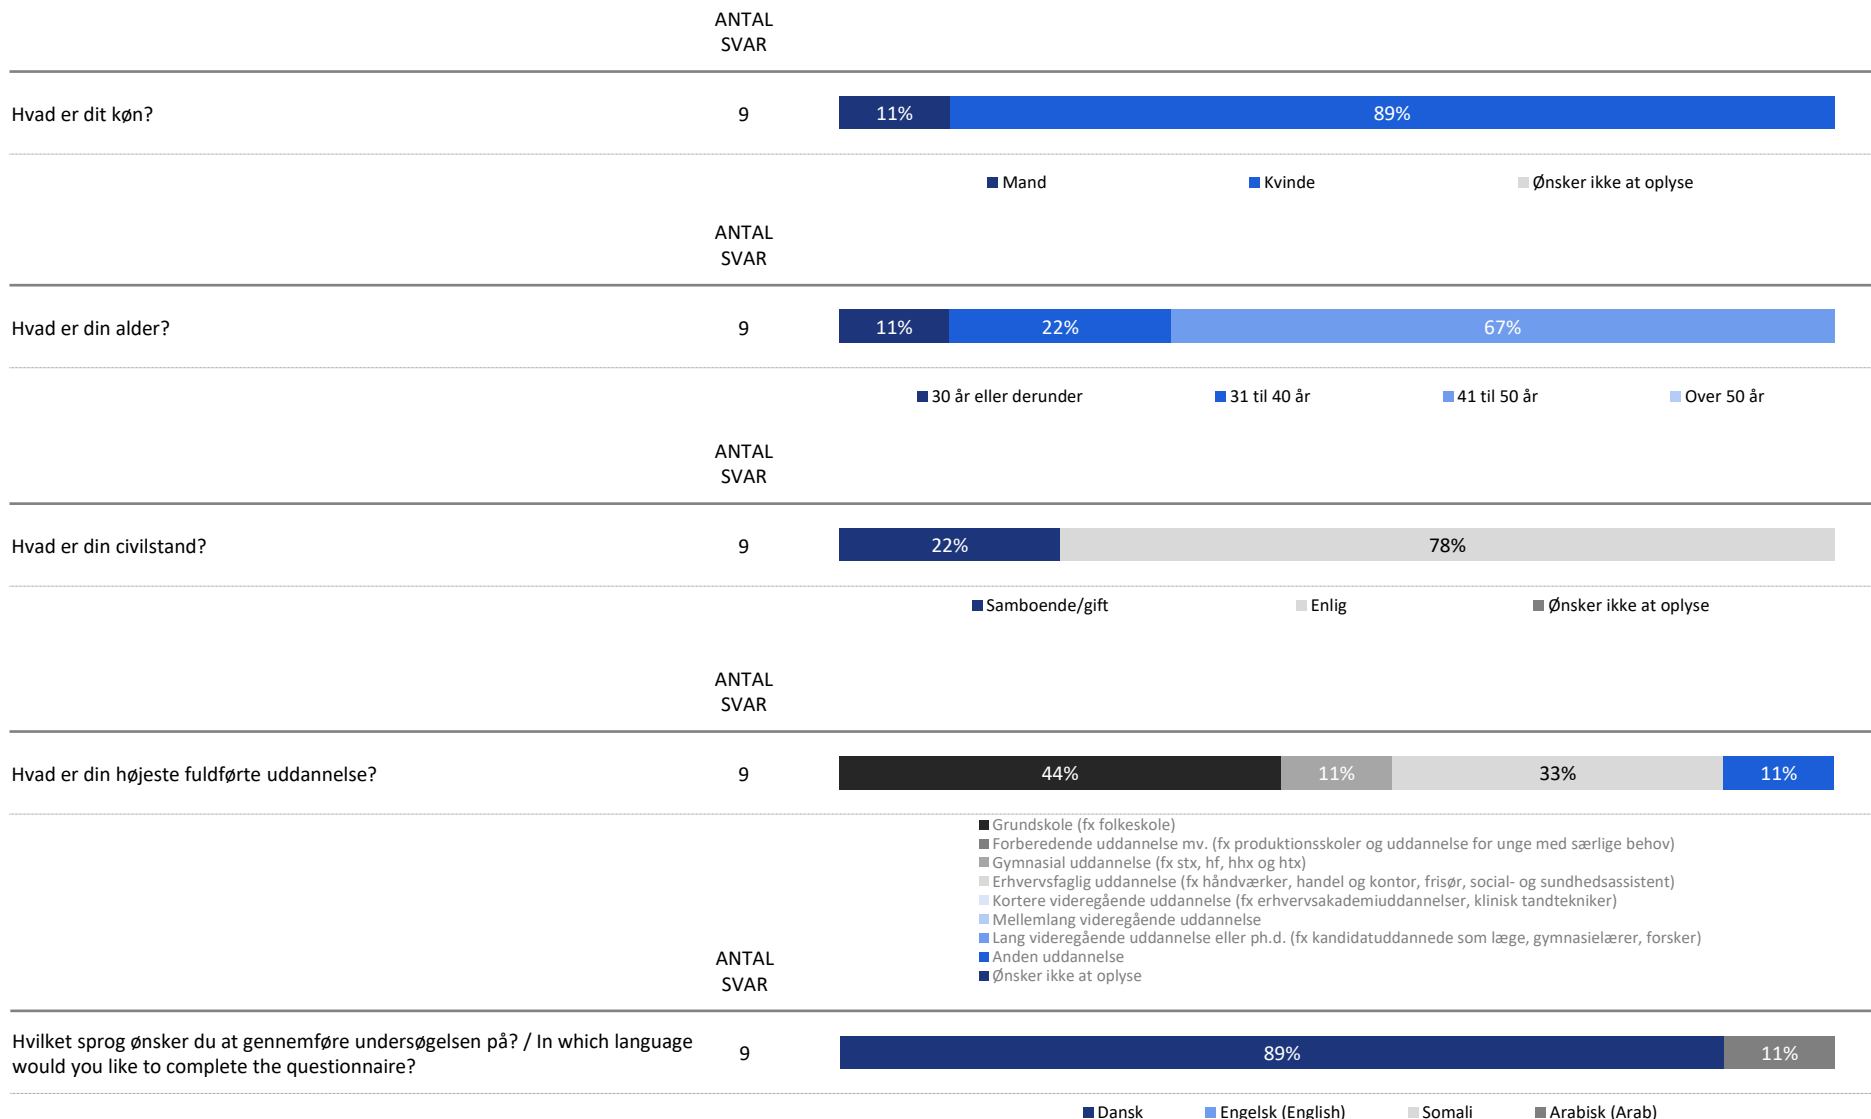 ANTAL
SVAR
Hvad er dit køn?
9
11%
89%
Mand
Kvinde
Ønsker ikke at oplyse
ANTAL
SVAR
Hvad er din alder?
9
11%
22%
67%
30 år eller derunder
31 til 40 år
41 til 50 år
Over 50 år
ANTAL
SVAR
Hvad er din civilstand?
9
22%
78%
Samboende/gift
Enlig
Ønsker ikke at oplyse
ANTAL
SVAR
Hvad er din højeste fuldførte uddannelse?
9
44%
11%
33%
11%
Grundskole (fx folkeskole)
Forberedende uddannelse mv. (fx produktionsskoler og uddannelse for unge med særlige behov)
Gymnasial uddannelse (fx stx, hf, hhx og htx)
Erhvervsfaglig uddannelse (fx håndværker, handel og kontor, frisør, social- og sundhedsassistent)
Kortere videregående uddannelse (fx erhvervsakademiuddannelser, klinisk tandtekniker)
Mellemlang videregående uddannelse
Lang videregående uddannelse eller ph.d. (fx kandidatuddannede som læge, gymnasielærer, forsker)
Anden uddannelse
Ønsker ikke at oplyse
ANTAL
SVAR
Hvilket sprog ønsker du at gennemføre undersøgelsen på? / In which language
would you like to complete the questionnaire?
9
89%
11%
Dansk
Engelsk (English)
Somali
Arabisk (Arab)